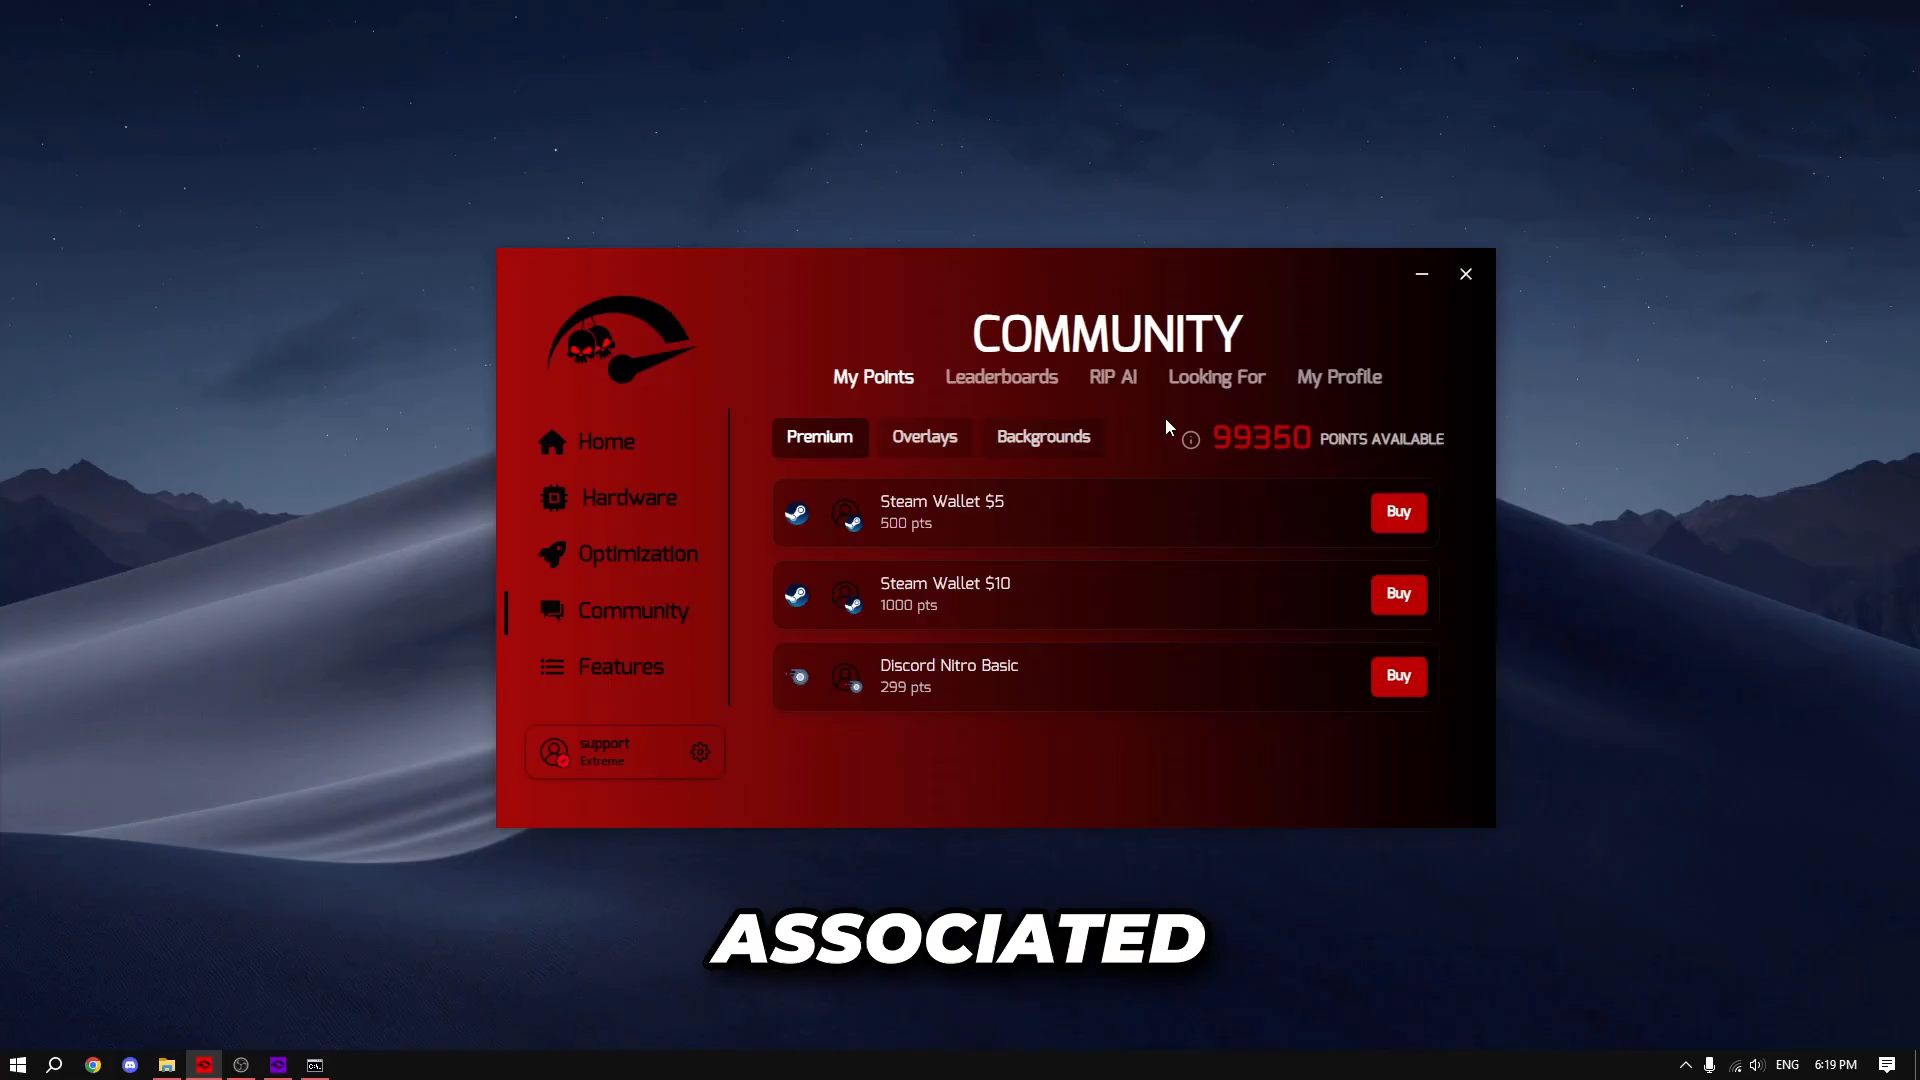 COMMUNITY
My Points Leaderboards RIP AI Looking For My Profile
Premium Overlays Backgrounds 99350 POINTS AVAILABLE
Home
Hardware
Optimization
Community
Features
support
Extreme
Steam Wallet $5
500 pts
Buy
Steam Wallet $10
1000 pts
Buy
Discord Nitro Basic
299 pts
Buy
ASSOCIATED
ENG 6:19 PM